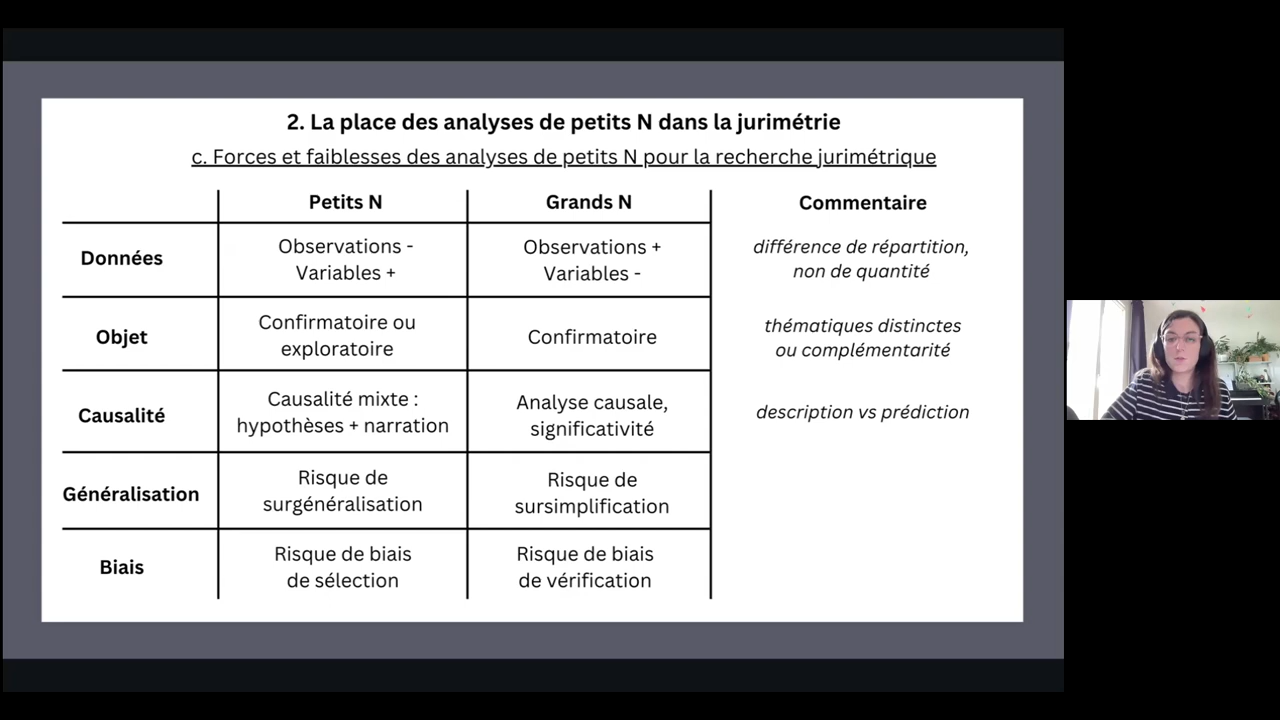 2. La place des analyses de petits N dans la jurimétrie
c. Forces et faiblesses des analyses de petits N pour la recherche jurimétrique
Petits N
Grands N
Commentaire
Données
Observations -
Variables +
Observations +
Variables -
différence de répartition,
non de quantité
Objet
Confirmatoire ou
exploratoire
Confirmatoire
thématiques distinctes
ou complémentarité
Causalité
Causalité mixte :
hypothèses + narration
Analyse causale,
significativité
description vs prédiction
Généralisation
Risque de
surgénéralisation
Risque de
sursimplification
Biais
Risque de biais
de sélection
Risque de biais
de vérification